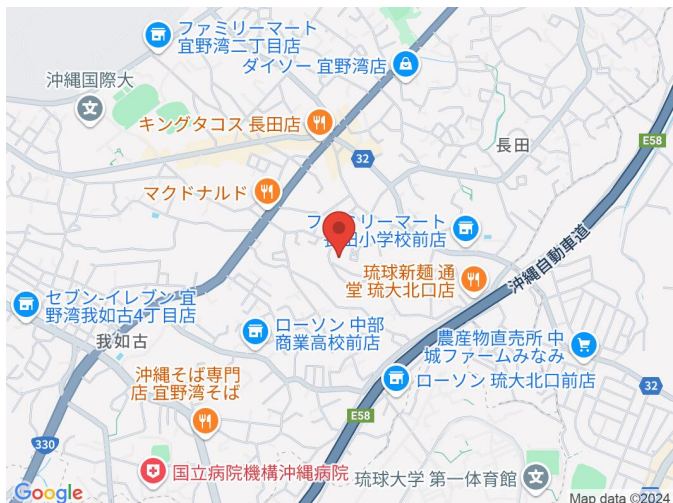 ファミリーマート
宜野湾二丁目店
ダイソー 宜野湾店
沖縄国際大
キングタコス 長田店
E58
32
長田
マクドナルド
ファミリーマート
長田小学校前店
沖縄自動車道
琉球新麺 通
堂 琉大北口店
セブン-イレブン 宜
野湾我如古4丁目店
我如古
ローソン 中部
商業高校前店
農産物直売所 中
城ファームみなみ
沖縄そば専門
店 宜野湾そば
ローソン 琉大北口前店
32
E58
330
国立病院機構沖縄病院
琉球大学 第一体育館
Google
Map data ©2024